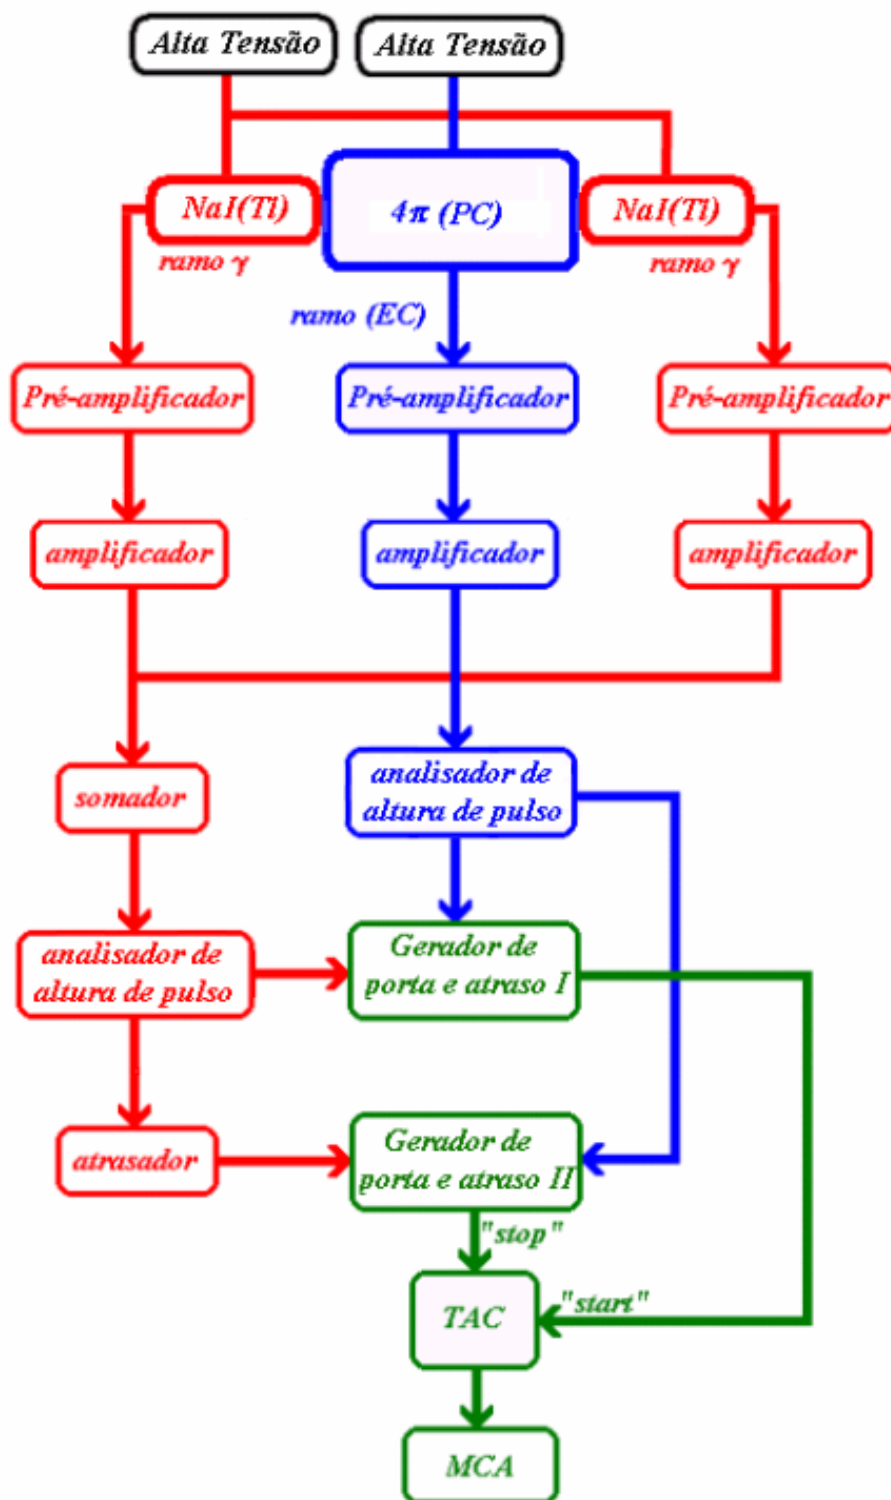 Alta Tensão
Alta Tensão
NaI(Tl)
4π (PC)
NaI(Tl)
ramo γ
ramo γ
ramo (EC)
Pré-amplificador
Pré-amplificador
Pré-amplificador
amplificador
amplificador
amplificador
analisador de
altura de pulso
somador
Gerador de
porta e atraso I
analisador de
altura de pulso
Gerador de
porta e atraso II
atrasador
"stop"
"start"
TAC
MCA